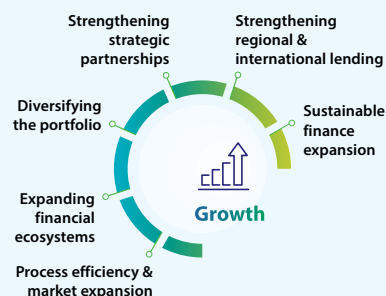 Strengthening
strategic
partnerships
Strengthening
regional &
international lending
Diversifying
the portfolio
Sustainable
finance
expansion
Expanding
financial
ecosystems
Growth
Process efficiency &
market expansion